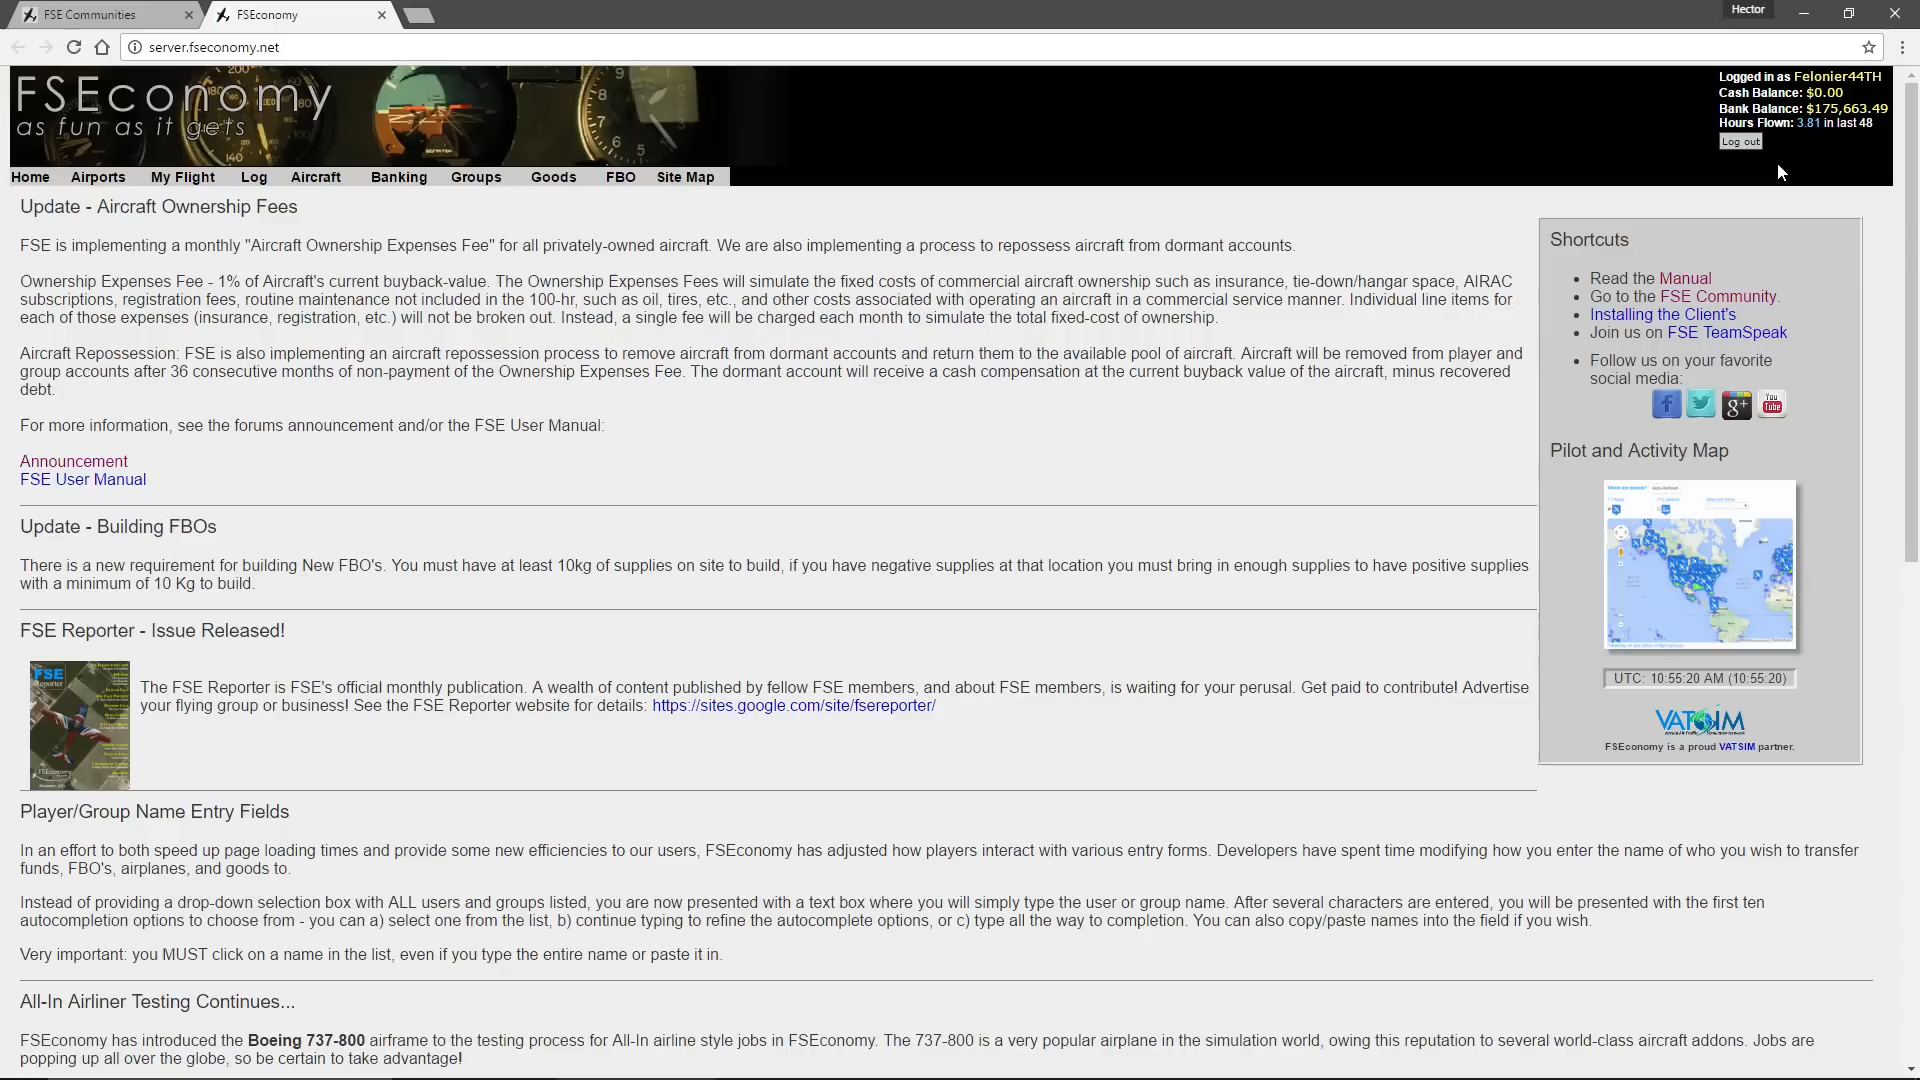 FSE Communities
FSEconomy
Hector
server.fseconomy.net
FSEconomy
as fun as it gets
Logged in as Felonier44TH
Cash Balance: $0.00
Bank Balance: $175,663.49
Hours Flown: 3.81 in last 48
Log out
Home Airports My Flight Log Aircraft Banking Groups Goods FBO Site Map
Update - Aircraft Ownership Fees
FSE is implementing a monthly "Aircraft Ownership Expenses Fee" for all privately-owned aircraft. We are also implementing a process to repossess aircraft from dormant accounts.
Ownership Expenses Fee - 1% of Aircraft's current buyback-value. The Ownership Expenses Fees will simulate the fixed costs of commercial aircraft ownership such as insurance, tie-down/hangar space, AIRAC
subscriptions, registration fees, routine maintenance not included in the 100-hr, such as oil, tires, etc., and other costs associated with operating an aircraft in a commercial service manner. Individual line items for
each of those expenses (insurance, registration, etc.) will not be broken out. Instead, a single fee will be charged each month to simulate the total fixed-cost of ownership.
Aircraft Repossession: FSE is also implementing an aircraft repossession process to remove aircraft from dormant accounts and return them to the available pool of aircraft. Aircraft will be removed from player and
group accounts after 36 consecutive months of non-payment of the Ownership Expenses Fee. The dormant account will receive a cash compensation at the current buyback value of the aircraft, minus recovered
debt.
For more information, see the forums announcement and/or the FSE User Manual:
Announcement
FSE User Manual
Update - Building FBOs
There is a new requirement for building New FBO's. You must have at least 10kg of supplies on site to build, if you have negative supplies at that location you must bring in enough supplies to have positive supplies
with a minimum of 10 Kg to build.
FSE Reporter - Issue Released!
FSE
Reporter
The FSE Reporter is FSE's official monthly publication. A wealth of content published by fellow FSE members, and about FSE members, is waiting for your perusal. Get paid to contribute! Advertise
your flying group or business! See the FSE Reporter website for details: https://sites.google.com/site/fsereporter/
Player/Group Name Entry Fields
In an effort to both speed up page loading times and provide some new efficiencies to our users, FSEconomy has adjusted how players interact with various entry forms. Developers have spent time modifying how you enter the name of who you wish to transfer
funds, FBO's, airplanes, and goods to.
Instead of providing a drop-down selection box with ALL users and groups listed, you are now presented with a text box where you will simply type the user or group name. After several characters are entered, you will be presented with the first ten
autocompletion options to choose from - you can a) select one from the list, b) continue typing to refine the autocomplete options, or c) type all the way to completion. You can also copy/paste names into the field if you wish.
Very important: you MUST click on a name in the list, even if you type the entire name or paste it in.
All-In Airliner Testing Continues...
FSEconomy has introduced the Boeing 737-800 airframe to the testing process for All-In airline style jobs in FSEconomy. The 737-800 is a very popular airplane in the simulation world, owing this reputation to several world-class aircraft addons. Jobs are
popping up all over the globe, so be certain to take advantage!
Shortcuts
Read the Manual
Go to the FSE Community.
Installing the Client's
Join us on FSE TeamSpeak
Follow us on your favorite
social media:
You
Tube
Pilot and Activity Map
UTC: 10:55:20 AM (10:55:20)
VATSIM
FSEconomy is a proud VATSIM partner.